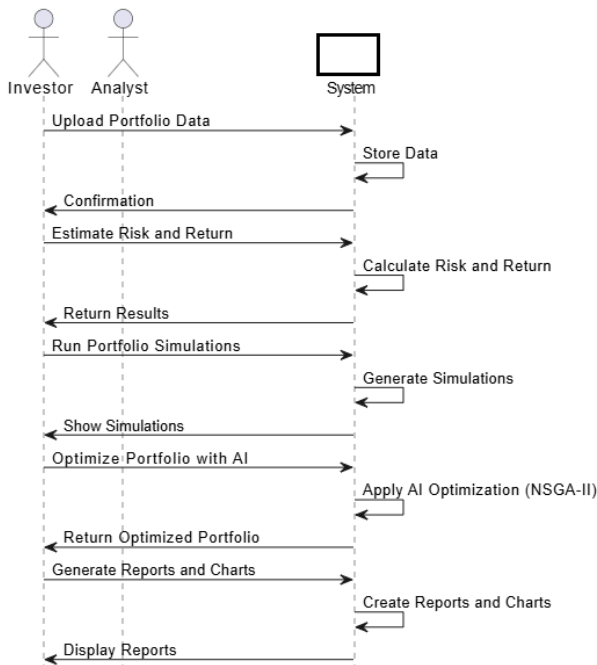 Investor Analyst System
Upload Portfolio Data
Store Data
Confirmation
Estimate Risk and Return
Calculate Risk and Return
Return Results
Run Portfolio Simulations
Generate Simulations
Show Simulations
Optimize Portfolio with AI
Apply AI Optimization (NSGA-II)
Return Optimized Portfolio
Generate Reports and Charts
Create Reports and Charts
Display Reports